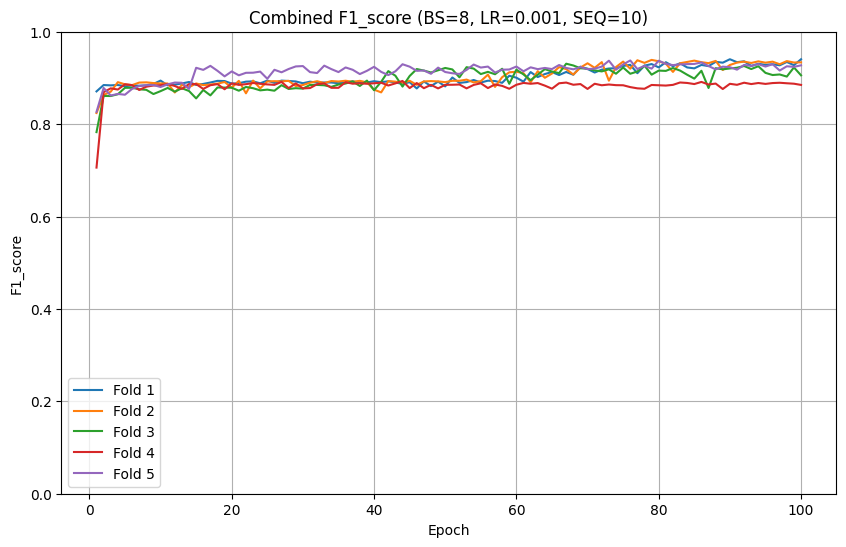 Combined F1_score (BS=8, LR=0.001, SEQ=10)
F1_score
1.0
0.8
0.6
0.4
0.2
0.0
Fold 1
Fold 2
Fold 3
Fold 4
Fold 5
0
20
40
60
80
100
Epoch